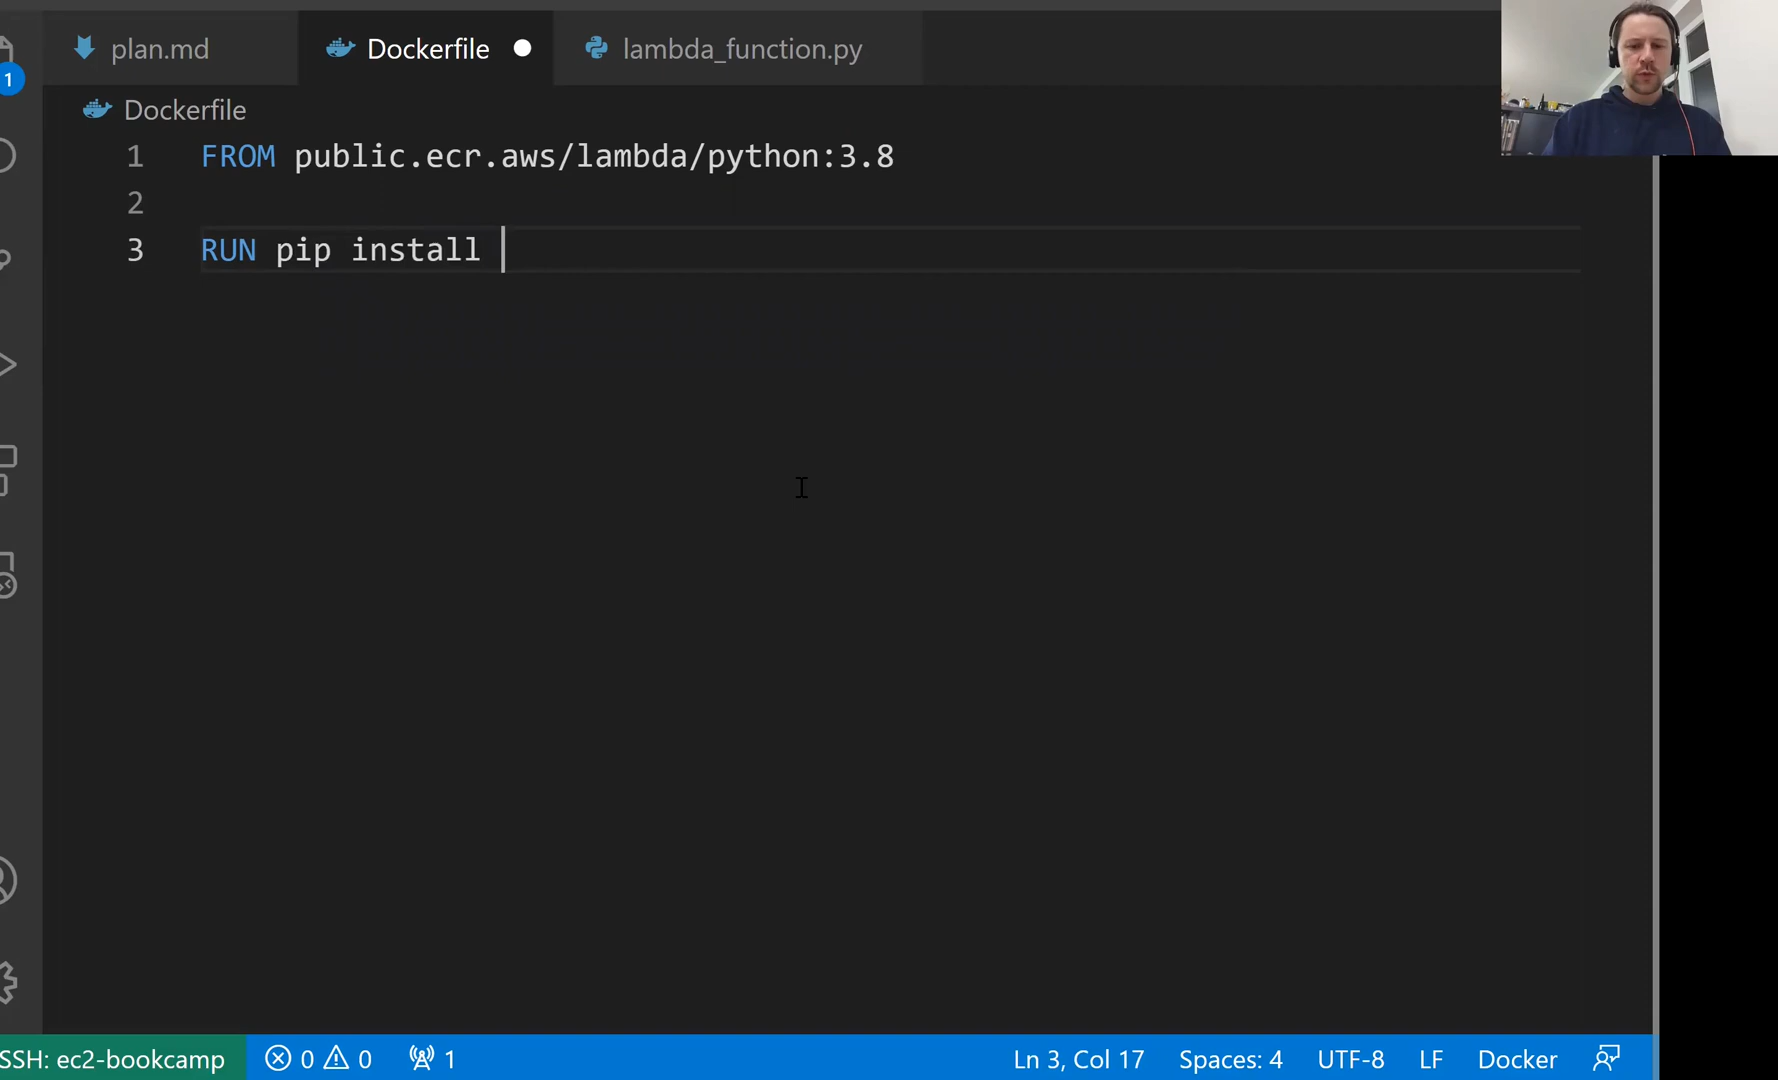 plan.md
Dockerfile
lambda_function.py
1
Dockerfile
1 FROM public.ecr.aws/lambda/python:3.8
2
3 RUN pip install
SSH: ec2-bookcamp
0 0
1
Ln 3, Col 17
Spaces: 4
UTF-8
LF
Docker